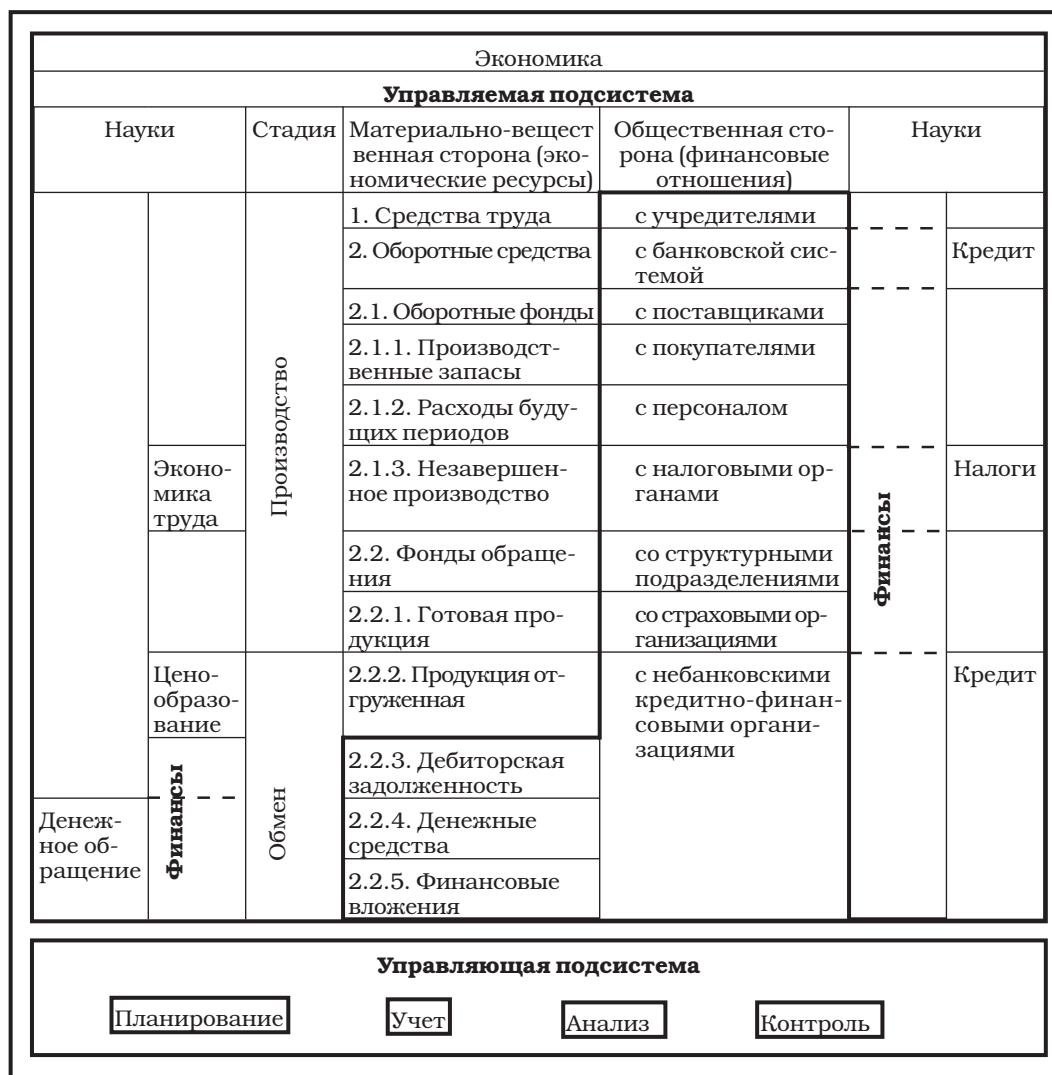 Экономика
Управляемая подсистема
Науки
Стадия
Материально-вещест
венная сторона (эко-
номические ресурсы)
Общественная сто-
рона (финансовые
отношения)
Науки
1. Средства труда
с учредителями
2. Оборотные средства
с банковской сис-
темой
Кредит
2.1. Оборотные фонды
с поставщиками
2.1.1. Производст-
венные запасы
с покупателями
2.1.2. Расходы буду-
щих периодов
с персоналом
Производство
Эконо-
мика
труда
2.1.3. Незавершен-
ное производство
с налоговыми ор-
ганами
Налоги
Финансы
2.2. Фонды обраще-
ния
со структурными
подразделениями
2.2.1. Готовая про-
дукция
со страховыми ор-
ганизациями
Цено-
образо-
вание
2.2.2. Продукция от-
груженная
с небанковскими
кредитно-финан-
совыми органи-
зациями
Кредит
Финансы
Обмен
2.2.3. Дебиторская
задолженность
Денеж-
ное об-
ращение
2.2.4. Денежные
средства
2.2.5. Финансовые
вложения
Управляющая подсистема
Планирование
Учет
Анализ
Контроль